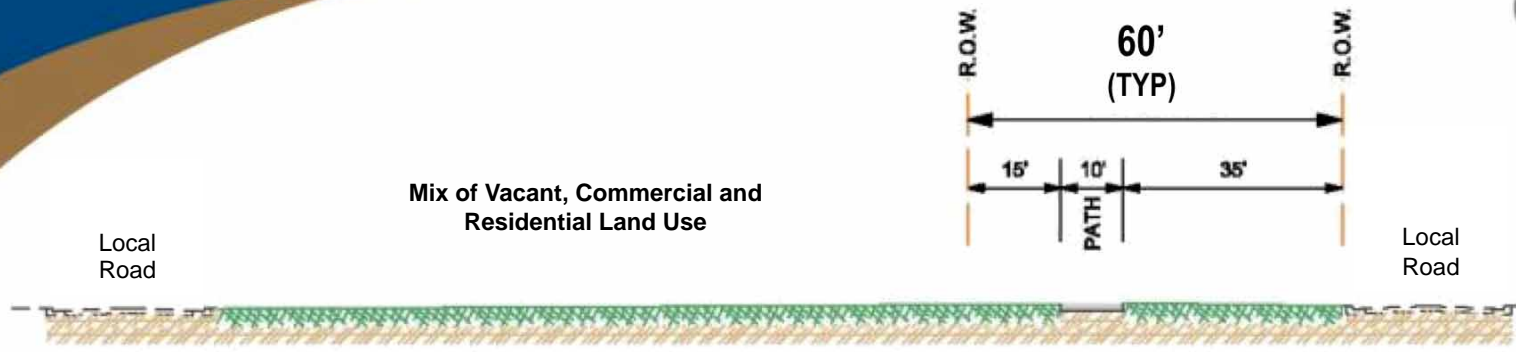 R.O.W.
60’
(TYP)
R.O.W.
15'
10'
35'
PATH
Mix of Vacant, Commercial and
Residential Land Use
Local
Road
Local
Road